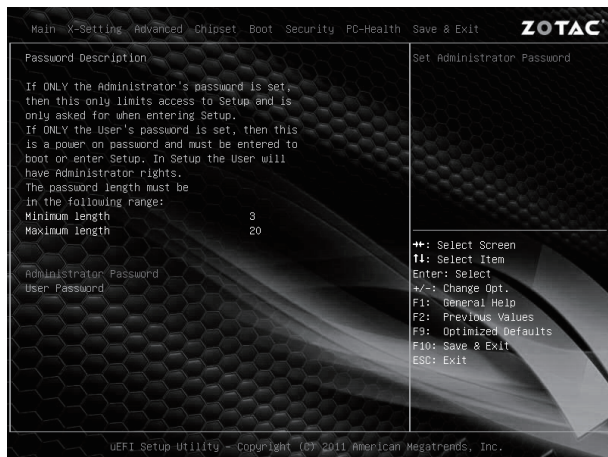 Main X-Setting Advanced Chipset Boot Security PC-Health Save & Exit
ZOTAC
Password Description
If ONLY the Administrator's password is set,
then this only limits access to Setup and is
only asked for when entering Setup.
If ONLY the User's password is set, then this
is a power on password and must be entered to
boot or enter Setup. In Setup the User will
have Administrator rights.
The password length must be
in the following range:
Minimum length 3
Maximum length 20
Administrator Password
User Password
Set Administrator Password
→←: Select Screen
↑↓: Select Item
Enter: Select
+/-: Change Opt.
F1: General Help
F2: Previous Values
F9: Optimized Defaults
F10: Save & Exit
ESC: Exit
uEFI Setup Utility - Copyright (C) 2011 American Megatrends, Inc.